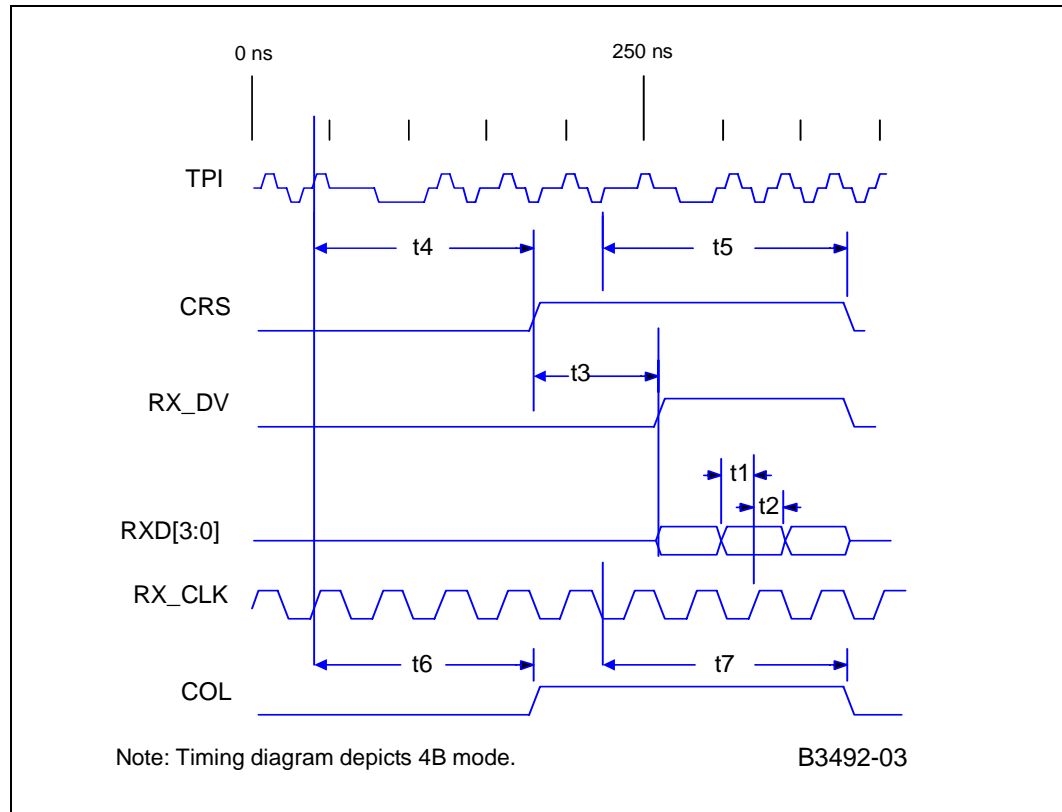 0 ns 250 ns
TPI
t4 t5
CRS
t3
RX_DV
t1
t2
RXD[3:0]
RX_CLK
t6 t7
COL
Note: Timing diagram depicts 4B mode. B3492-03